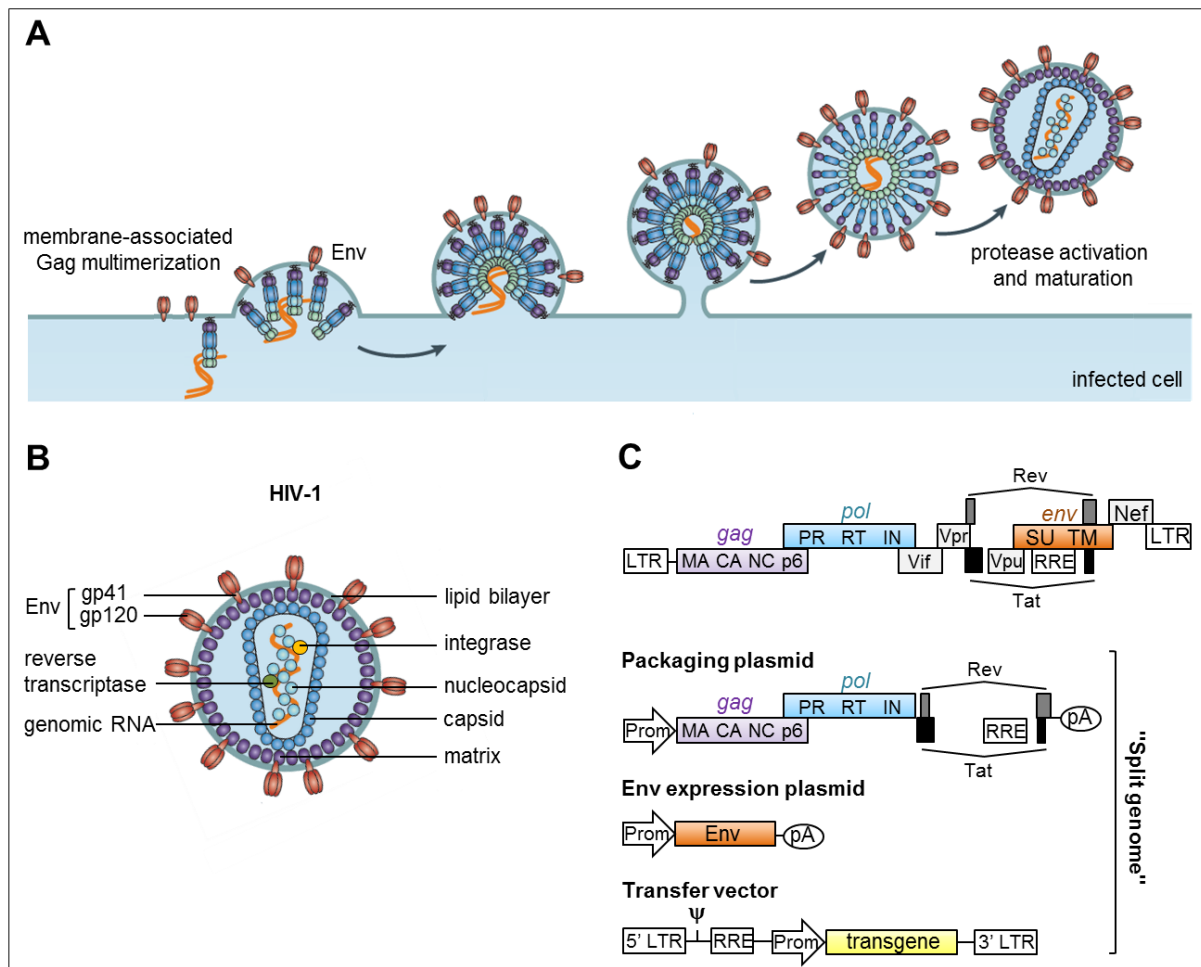 A
membrane-associated
Gag multimerization
Env
protease activation
and maturation
infected cell
B
HIV-1
Env
gp41
gp120
reverse
transcriptase
genomic RNA
lipid bilayer
integrase
nucleocapsid
capsid
matrix
C
Rev
gag
pol
env
Nef
LTR
MA CA NC p6
PR RT IN
Vif
Vpr
Vpu
SU TM
RRE
LTR
Tat
Packaging plasmid
Rev
gag
pol
Prom
MA CA NC p6
PR RT IN
RRE
pA
Tat
Env expression plasmid
Prom
Env
pA
Transfer vector
Ψ
5' LTR
RRE
Prom
transgene
3' LTR
"Split genome"